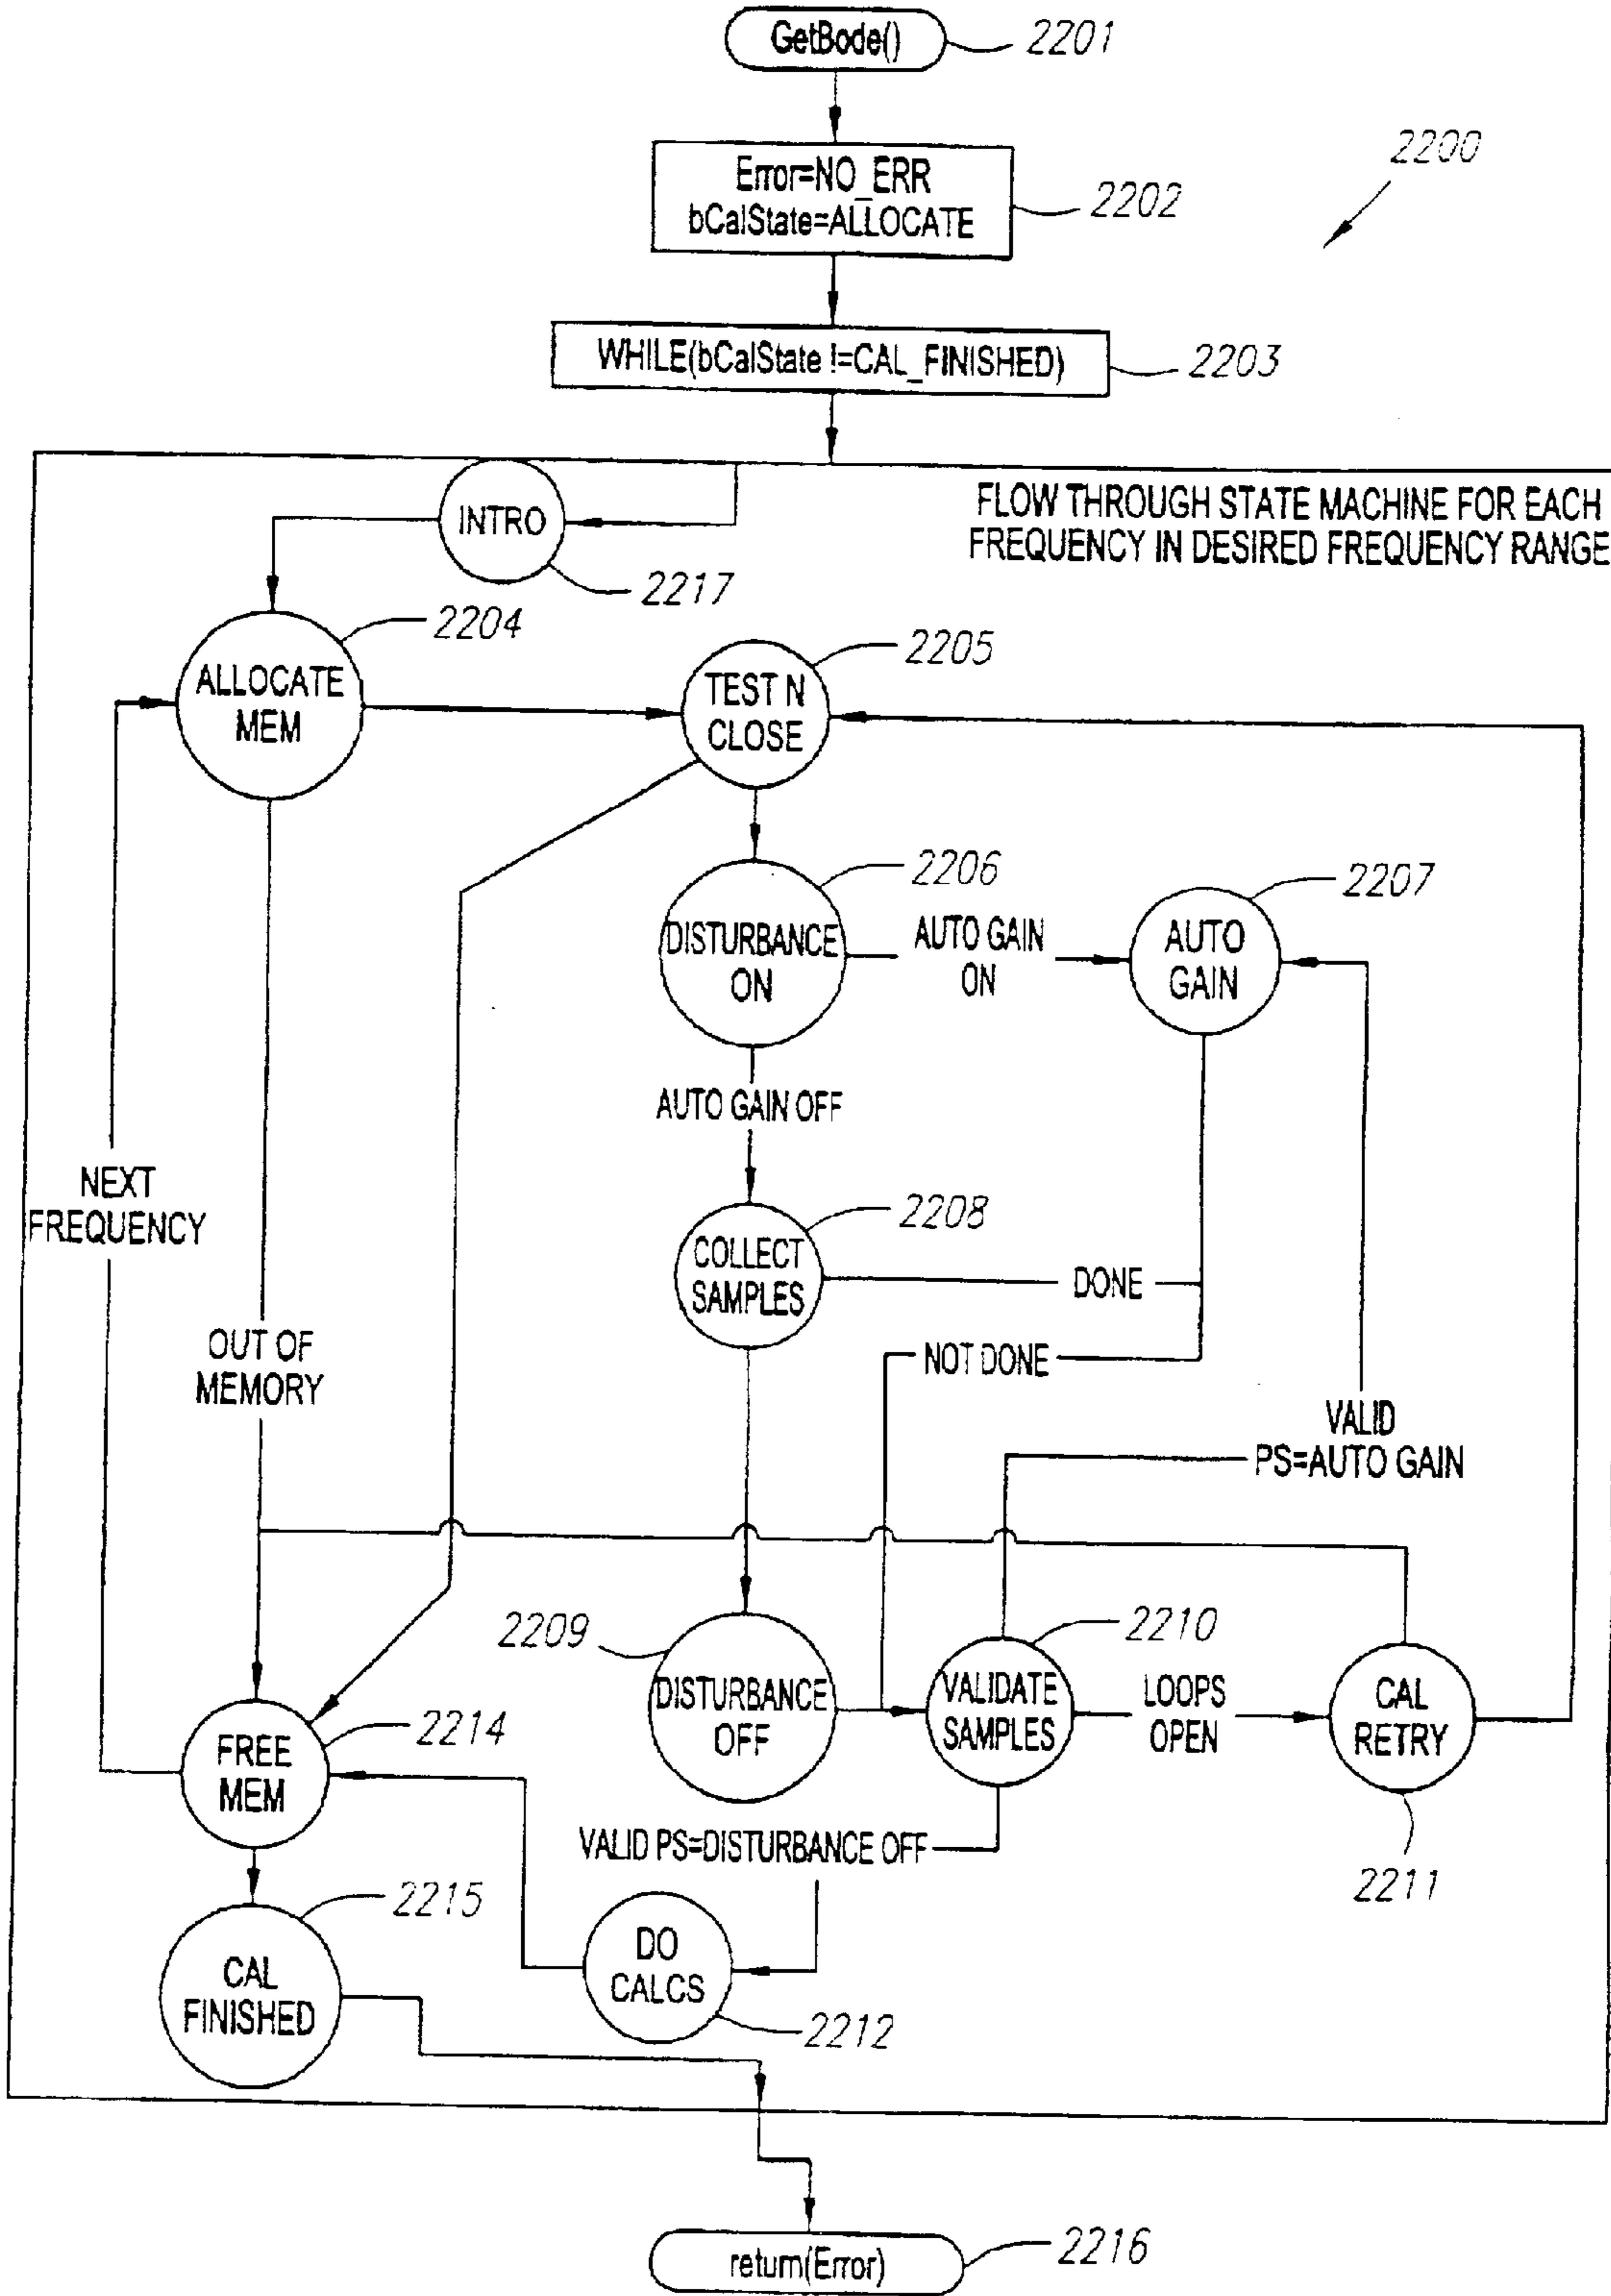 GetBode()
2201
2200
Error=NO_ERR
bCalState=ALLOCATE
2202
WHILE(bCalState !=CAL_FINISHED)
2203
FLOW THROUGH STATE MACHINE FOR EACH
FREQUENCY IN DESIRED FREQUENCY RANGE
INTRO
2217
2204
ALLOCATE
MEM
2205
TEST N
CLOSE
2206
DISTURBANCE
ON
AUTO GAIN
ON
2207
AUTO
GAIN
AUTO GAIN OFF
NEXT
FREQUENCY
2208
COLLECT
SAMPLES
DONE
OUT OF
MEMORY
NOT DONE
VALID
PS=AUTO GAIN
2209
DISTURBANCE
OFF
2210
VALIDATE
SAMPLES
LOOPS
OPEN
CAL
RETRY
2211
2214
FREE
MEM
VALID PS=DISTURBANCE OFF
2215
CAL
FINISHED
DO
CALCS
2212
return(Error)
2216